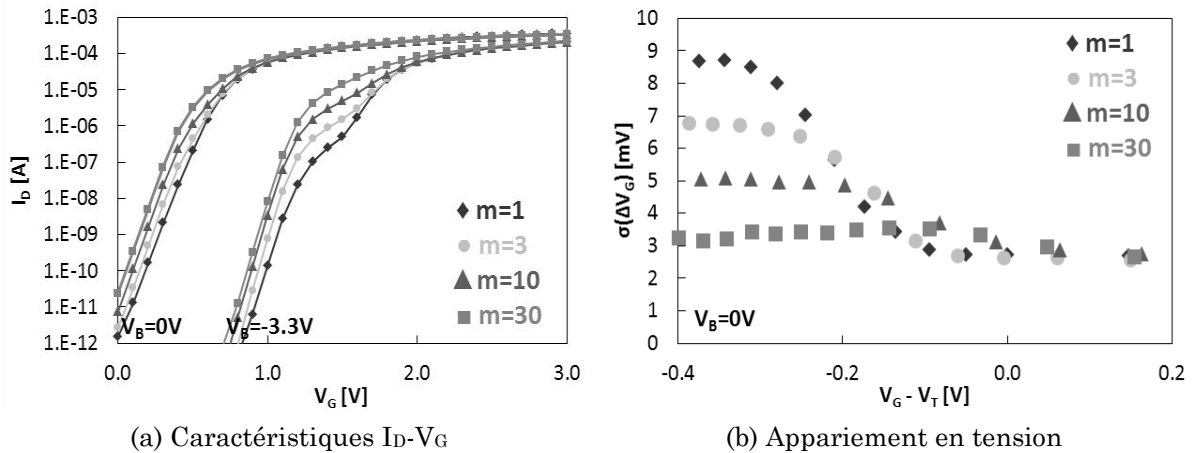 1.E-03
1.E-04
1.E-05
1.E-06
1.E-07
1.E-08
1.E-09
1.E-10
1.E-11
1.E-12
I_D [A]
0.0 1.0 2.0 3.0
V_G [V]
V_B=0V
V_B=-3.3V
m=1
m=3
m=10
m=30
(a) Caractéristiques I_D-V_G
10
9
8
7
6
5
4
3
2
1
0
σ(ΔV_G) [mV]
-0.4 -0.2 0.0 0.2
V_G - V_T [V]
V_B=0V
m=1
m=3
m=10
m=30
(b) Appariement en tension